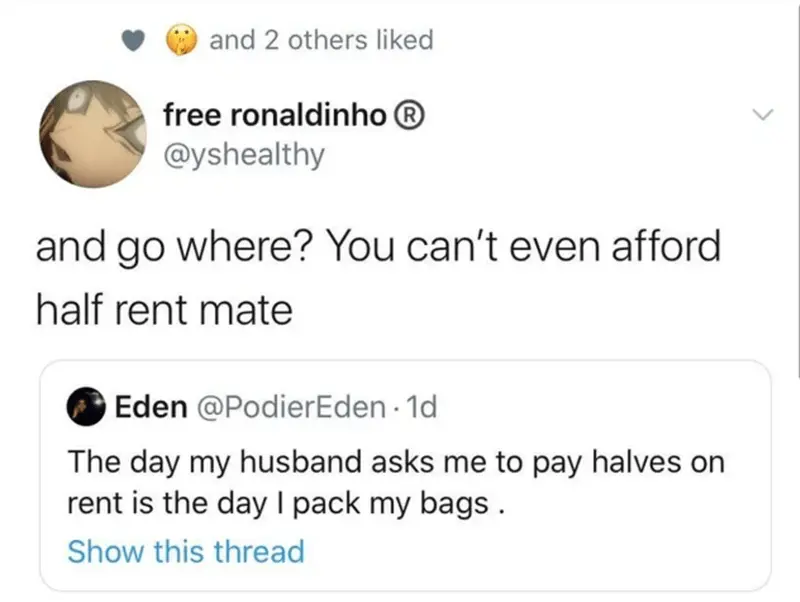 and 2 others liked
free ronaldinho ®
@yshealthy
and go where? You can't even afford
half rent mate
Eden @PodierEden · 1d
The day my husband asks me to pay halves on
rent is the day I pack my bags .
Show this thread